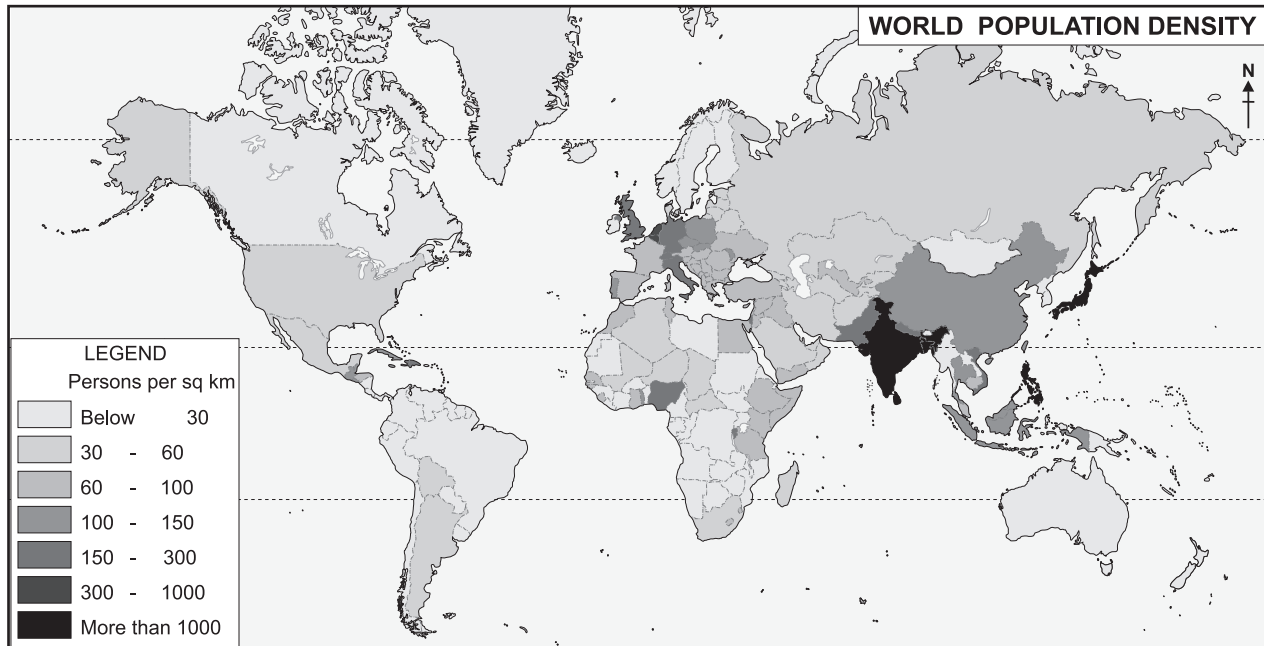 WORLD POPULATION DENSITY
N
LEGEND
Persons per sq km
Below 30
30 - 60
60 - 100
100 - 150
150 - 300
300 - 1000
More than 1000